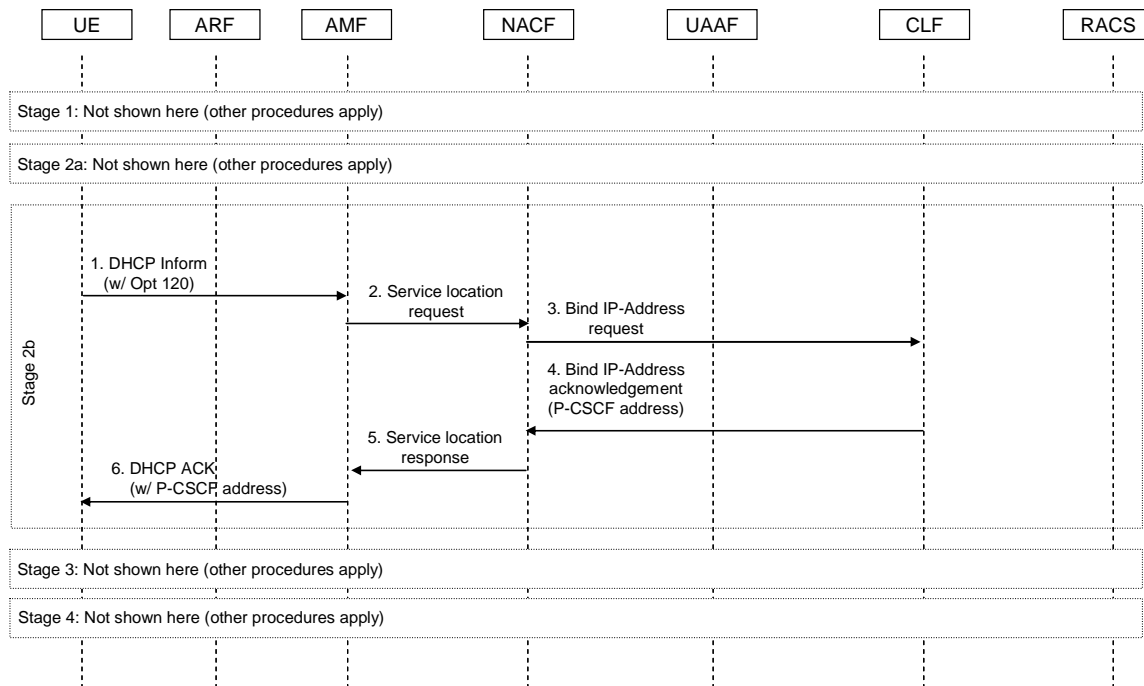 UE ARF AMF NACF UAAF CLF RACS
Stage 1: Not shown here (other procedures apply)
Stage 2a: Not shown here (other procedures apply)
Stage 2b
1. DHCP Inform
(w/ Opt 120)
2. Service location
request
3. Bind IP-Address
request
4. Bind IP-Address
acknowledgement
(P-CSCF address)
5. Service location
response
6. DHCP ACK
(w/ P-CSCF address)
Stage 3: Not shown here (other procedures apply)
Stage 4: Not shown here (other procedures apply)